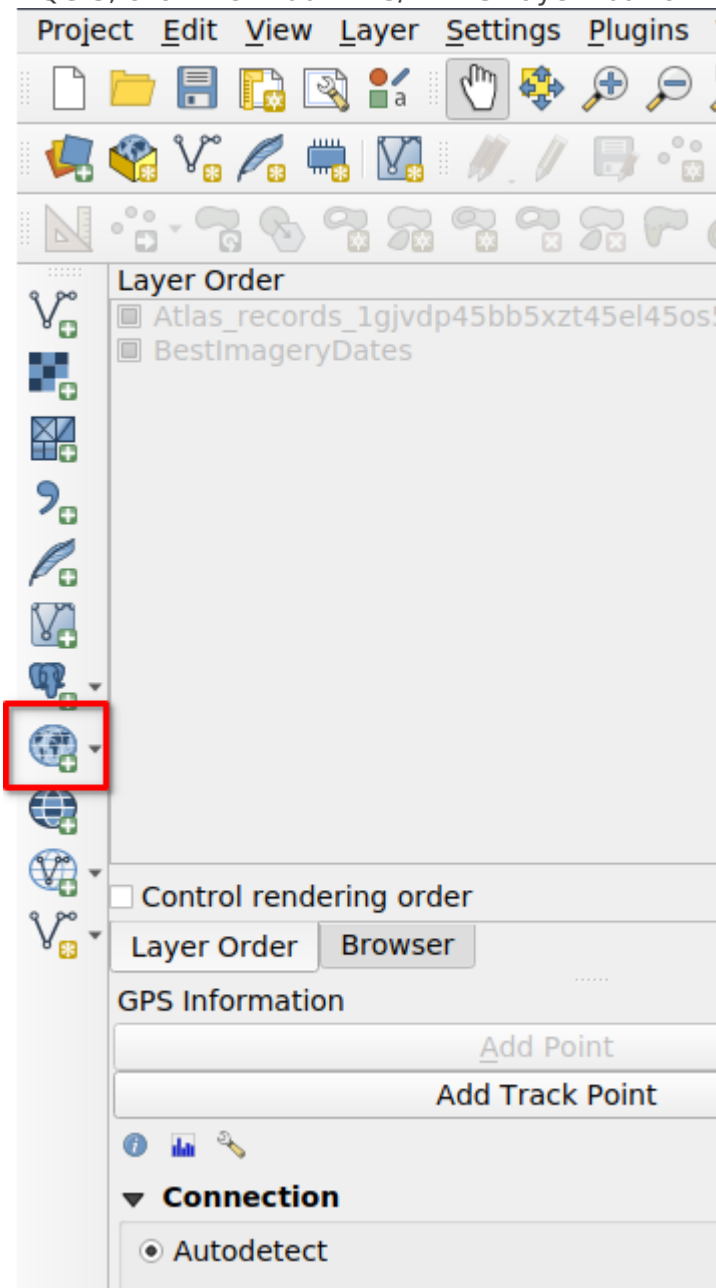 Project Edit View Layer Settings Plugins
a
Layer Order
Atlas_records_1gjvdp45bb5xzt45el45os
BestImageryDates
Control rendering order
Layer Order Browser
GPS Information
Add Point
Add Track Point
Connection
Autodetect